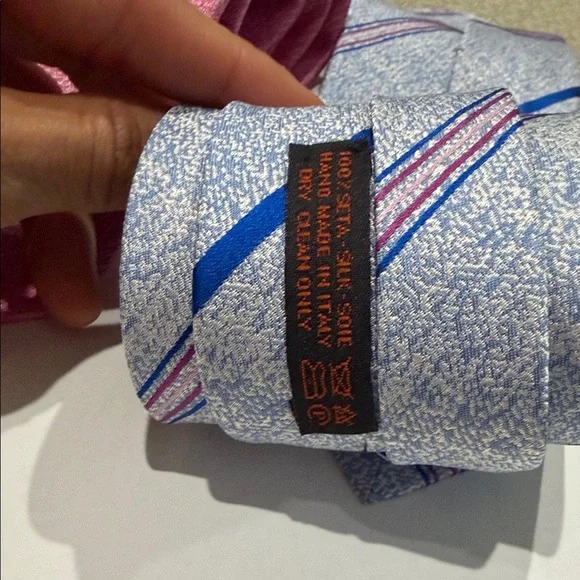 100% SETA - SILK - SOIE
HAND MADE IN ITALY
DRY CLEAN ONLY